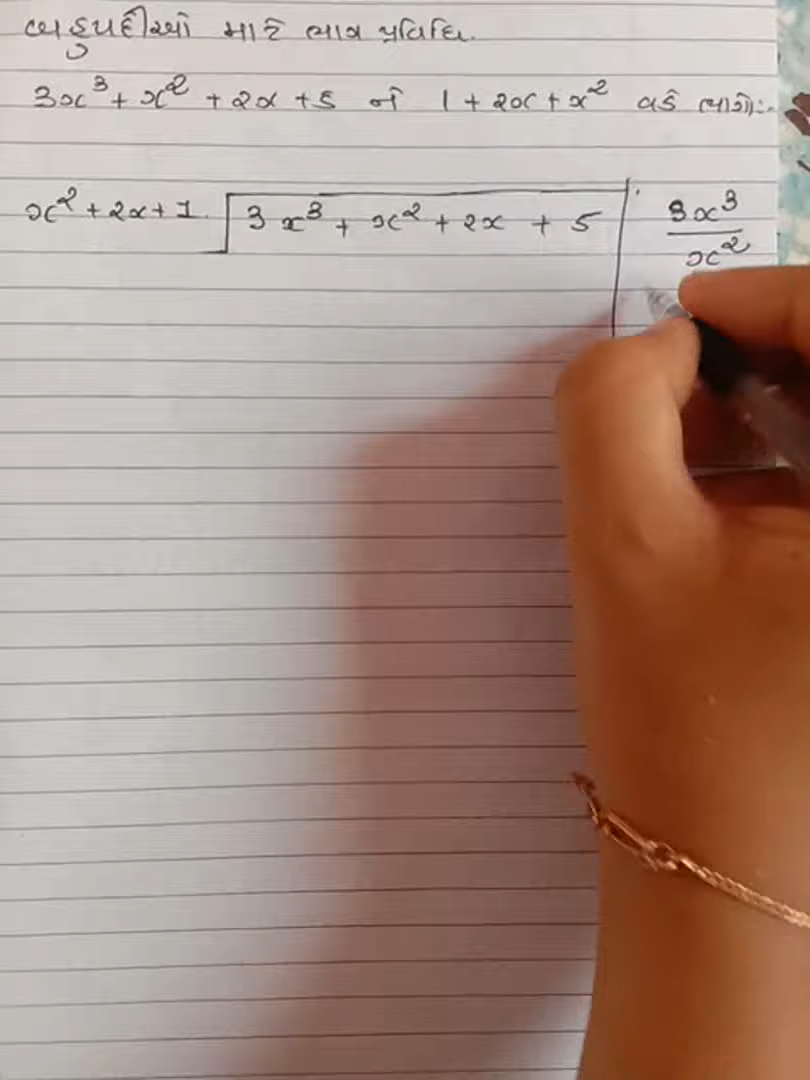 બહુપદીઓ માટે ભાગ પ્રવિધિ.
3x³ + x² + 2x + 5 ને 1 + 2x + x² વડે ભાગો:-
x² + 2x + 1 3x³ + x² + 2x + 5
3x³
x²